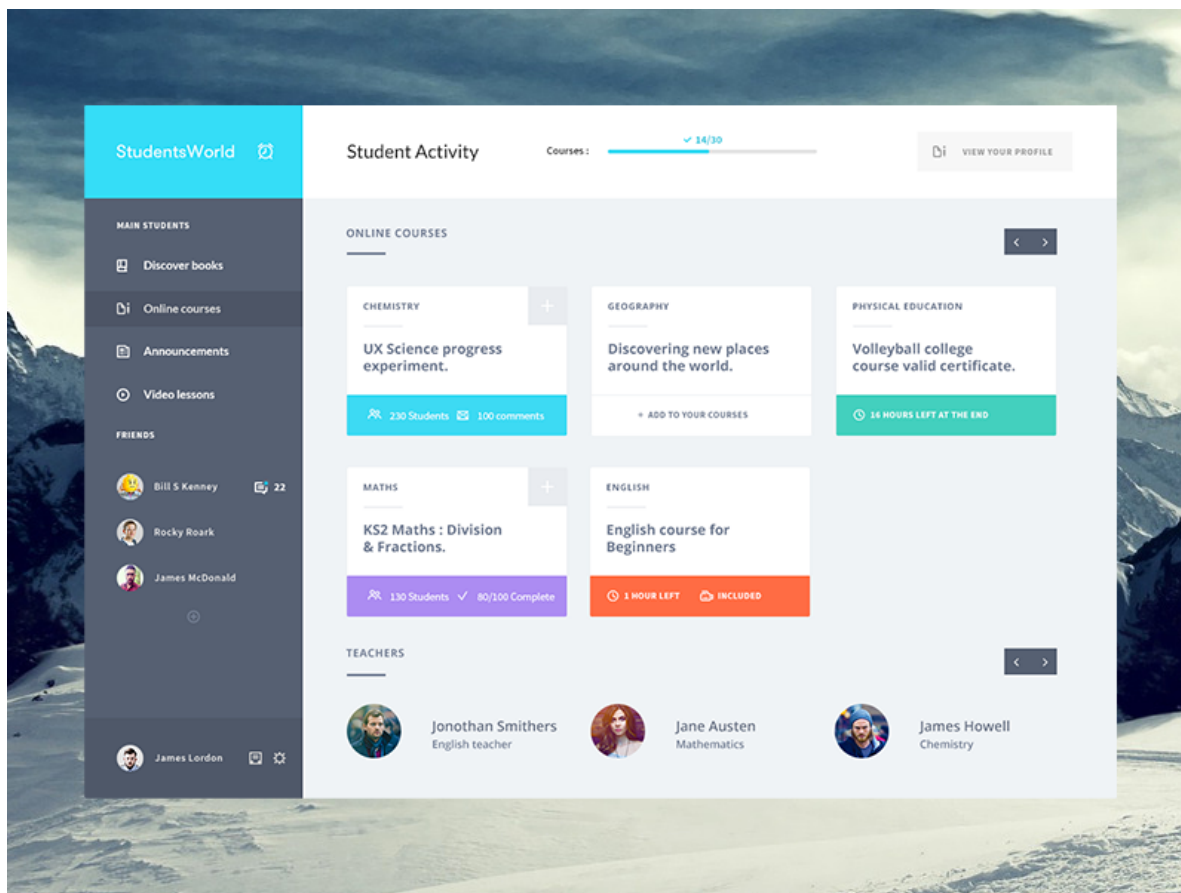 StudentsWorld
Student Activity
Courses :
✓ 14/30
VIEW YOUR PROFILE
MAIN STUDENTS
Discover books
Online courses
Announcements
Video lessons
FRIENDS
Bill S Kenney
22
Rocky Roark
James McDonald
James Lordon
ONLINE COURSES
CHEMISTRY
UX Science progress
experiment.
230 Students
100 comments
GEOGRAPHY
Discovering new places
around the world.
+ ADD TO YOUR COURSES
PHYSICAL EDUCATION
Volleyball college
course valid certificate.
16 HOURS LEFT AT THE END
MATHS
KS2 Maths : Division
& Fractions.
130 Students
80/100 Complete
ENGLISH
English course for
Beginners
1 HOUR LEFT
INCLUDED
TEACHERS
Jonothan Smithers
English teacher
Jane Austen
Mathematics
James Howell
Chemistry